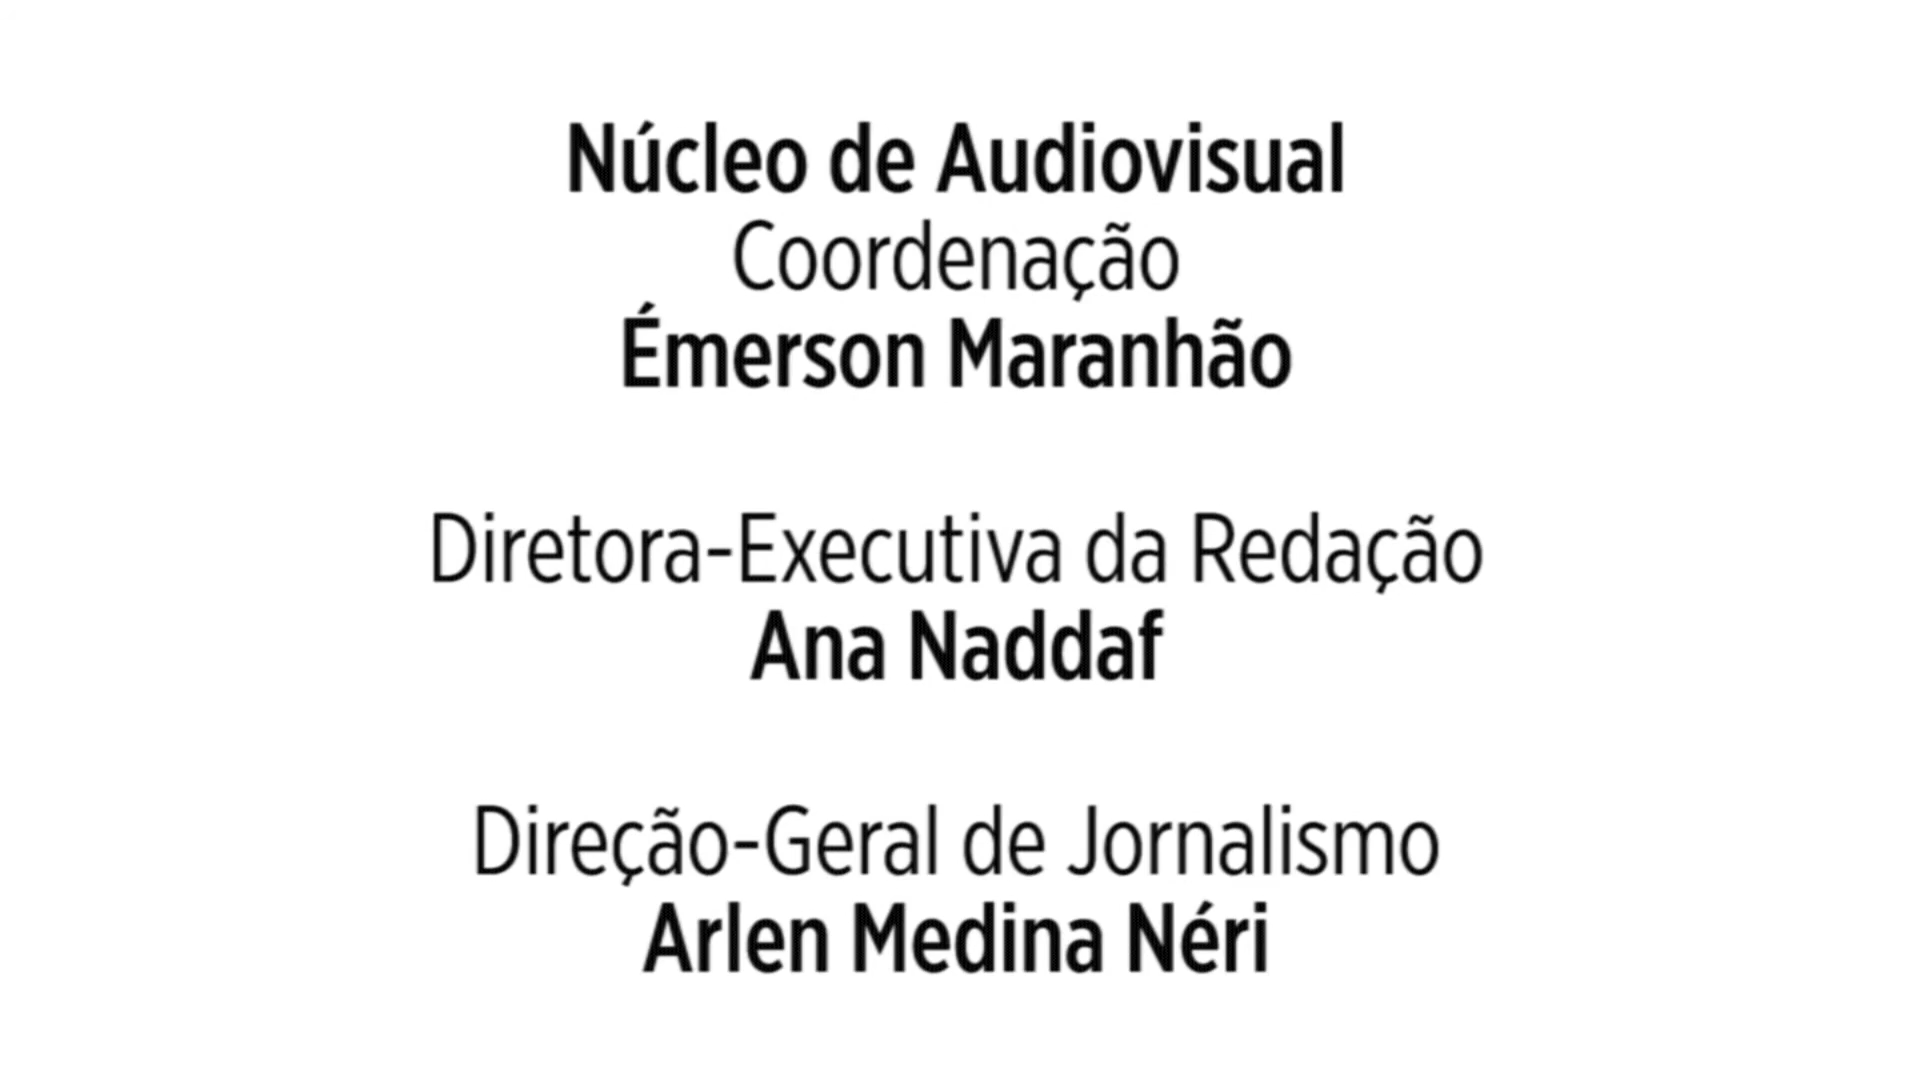 Núcleo de Audiovisual
Coordenação
Émerson Maranhão
Diretora-Executiva da Redação
Ana Naddaf
Direção-Geral de Jornalismo
Arlen Medina Néri